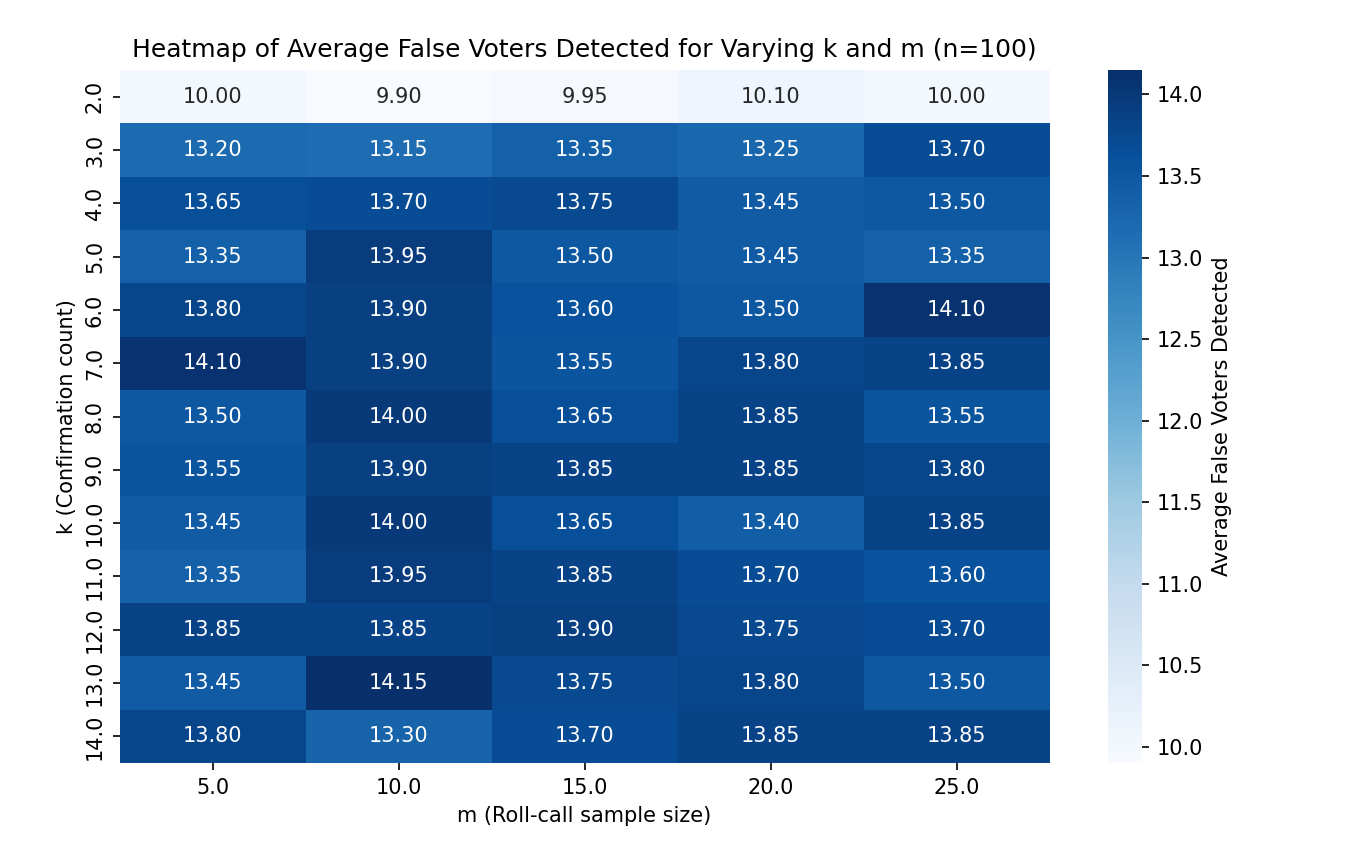 Heatmap of Average False Voters Detected for Varying k and m (n=100)
k (Confirmation count)
2.0 10.00 9.90 9.95 10.10 10.00
3.0 13.20 13.15 13.35 13.25 13.70
4.0 13.65 13.70 13.75 13.45 13.50
5.0 13.35 13.95 13.50 13.45 13.35
6.0 13.80 13.90 13.60 13.50 14.10
7.0 14.10 13.90 13.55 13.80 13.85
8.0 13.50 14.00 13.65 13.85 13.55
9.0 13.55 13.90 13.85 13.85 13.80
10.0 13.45 14.00 13.65 13.40 13.85
11.0 13.35 13.95 13.85 13.70 13.60
12.0 13.85 13.85 13.90 13.75 13.70
13.0 13.45 14.15 13.75 13.80 13.50
14.0 13.80 13.30 13.70 13.85 13.85
5.0 10.0 15.0 20.0 25.0
m (Roll-call sample size)
14.0
13.5
13.0
12.5
12.0
11.5
11.0
10.5
10.0
Average False Voters Detected